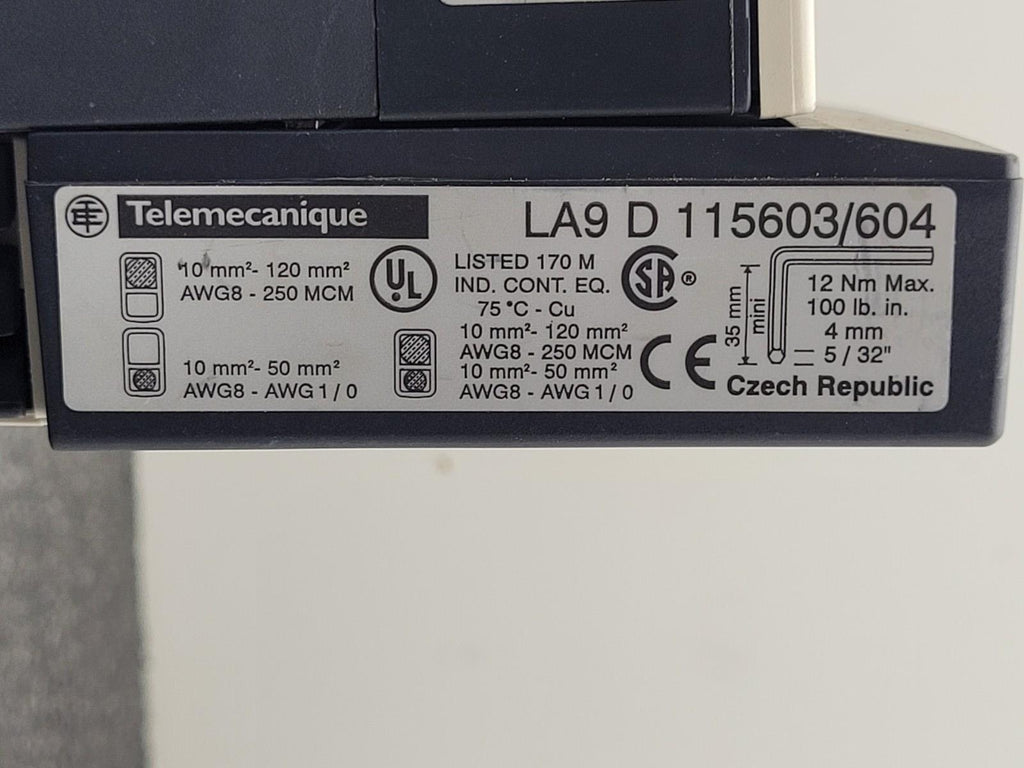 Telemecanique
LA9 D 115603/604
10 mm²- 120 mm²
AWG8 - 250 MCM
10 mm²- 50 mm²
AWG8 - AWG 1 / 0
UL
LISTED 170 M
IND. CONT. EQ.
75 °C - Cu
10 mm²- 120 mm²
AWG8 - 250 MCM
10 mm²- 50 mm²
AWG8 - AWG 1 / 0
SA ®
CE
35 mm
mini
12 Nm Max.
100 lb. in.
4 mm
5 / 32"
Czech Republic